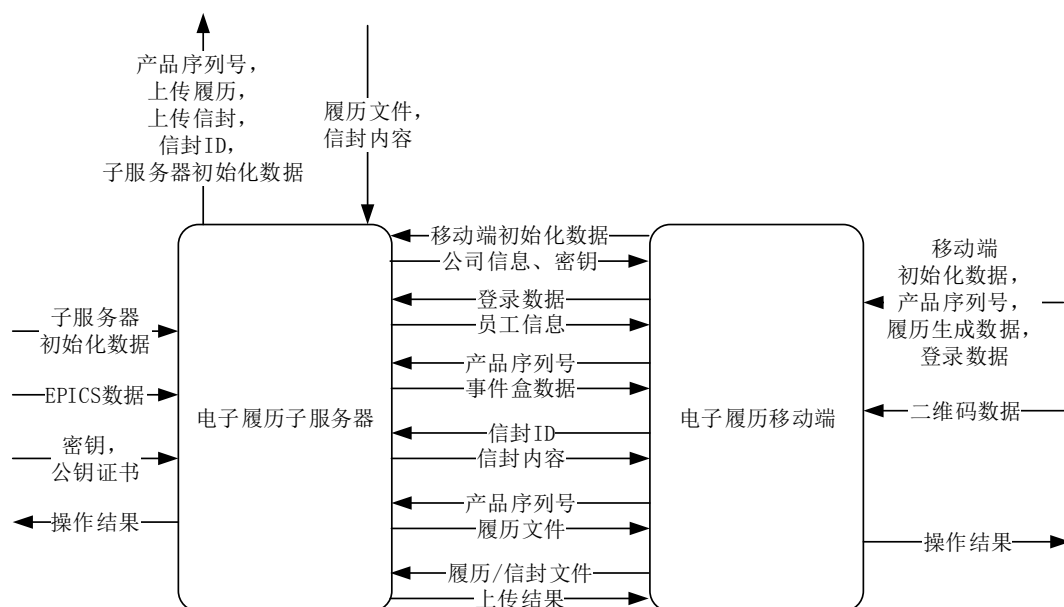 产品序列号，
上传履历，
上传信封，
信封ID，
子服务器初始化数据
履历文件，
信封内容
子服务器
初始化数据
EPICS数据
密钥，
公钥证书
操作结果
电子履历子服务器
移动端初始化数据
公司信息、密钥
登录数据
员工信息
产品序列号
事件盒数据
信封ID
信封内容
产品序列号
履历文件
履历/信封文件
上传结果
电子履历移动端
移动端
初始化数据，
产品序列号，
履历生成数据，
登录数据
二维码数据
操作结果